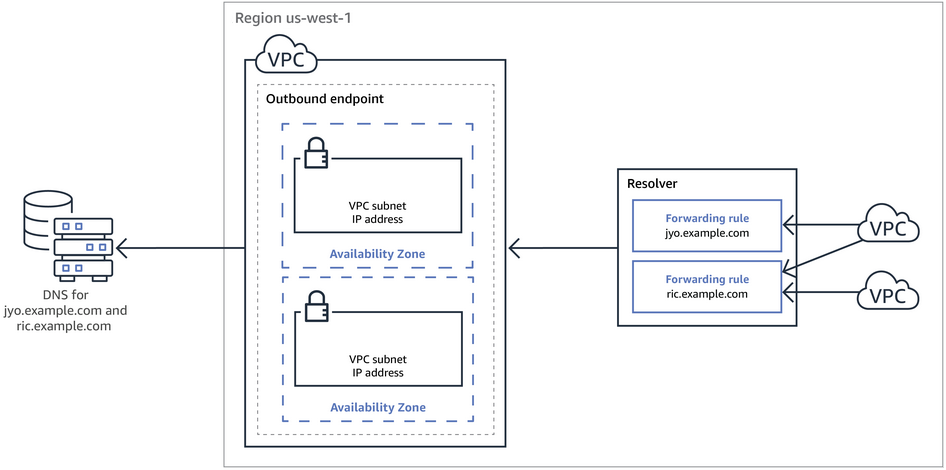 Region us-west-1
VPC
Outbound endpoint
VPC subnet
IP address
Availability Zone
VPC subnet
IP address
Availability Zone
Resolver
Forwarding rule
jyo.example.com
Forwarding rule
ric.example.com
VPC
VPC
DNS for
jyo.example.com and
ric.example.com